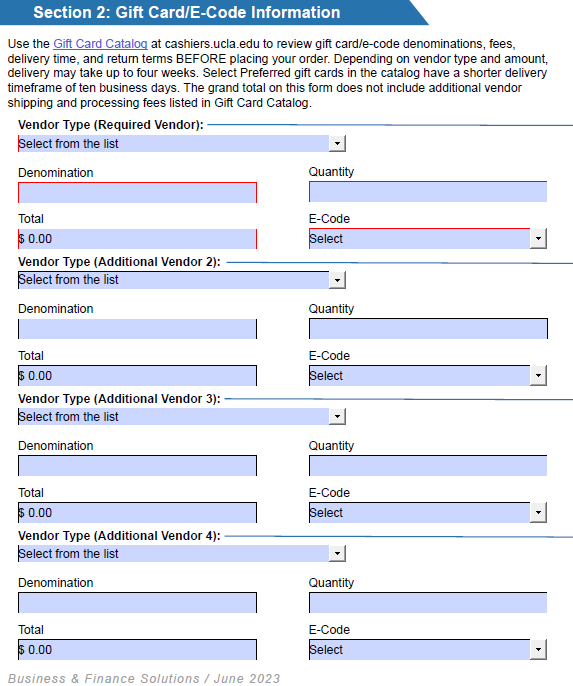 Section 2: Gift Card/E-Code Information
Use the Gift Card Catalog at cashiers.ucla.edu to review gift card/e-code denominations, fees,
delivery time, and return terms BEFORE placing your order. Depending on vendor type and amount,
delivery may take up to four weeks. Select Preferred gift cards in the catalog have a shorter delivery
timeframe of ten business days. The grand total on this form does not include additional vendor
shipping and processing fees listed in Gift Card Catalog.
Vendor Type (Required Vendor):
Select from the list
Denomination Quantity
Total E-Code
$ 0.00 Select
Vendor Type (Additional Vendor 2):
Select from the list
Denomination Quantity
Total E-Code
$ 0.00 Select
Vendor Type (Additional Vendor 3):
Select from the list
Denomination Quantity
Total E-Code
$ 0.00 Select
Vendor Type (Additional Vendor 4):
Select from the list
Denomination Quantity
Total E-Code
$ 0.00 Select
Business & Finance Solutions / June 2023